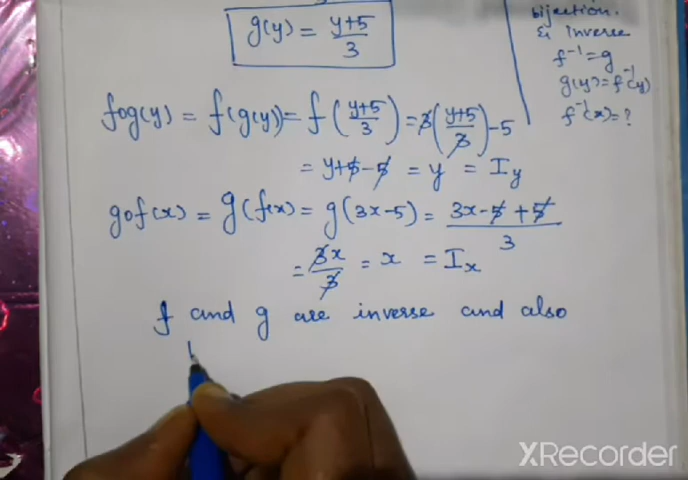 g(y) = y+5/3
bijection.
& Inverse
f⁻¹ = g
g(y) = f⁻¹(y)
f⁻¹(x) = ?
fog(y) = f(g(y)) = f(y+5/3) = 3(y+5/3) - 5
= y+5-5 = y = Iy
gof(x) = g(f(x) = g(3x-5) = 3x-5+5/3
= 3x/3 = x = Ix
f and g are inverse and also
XRecorder